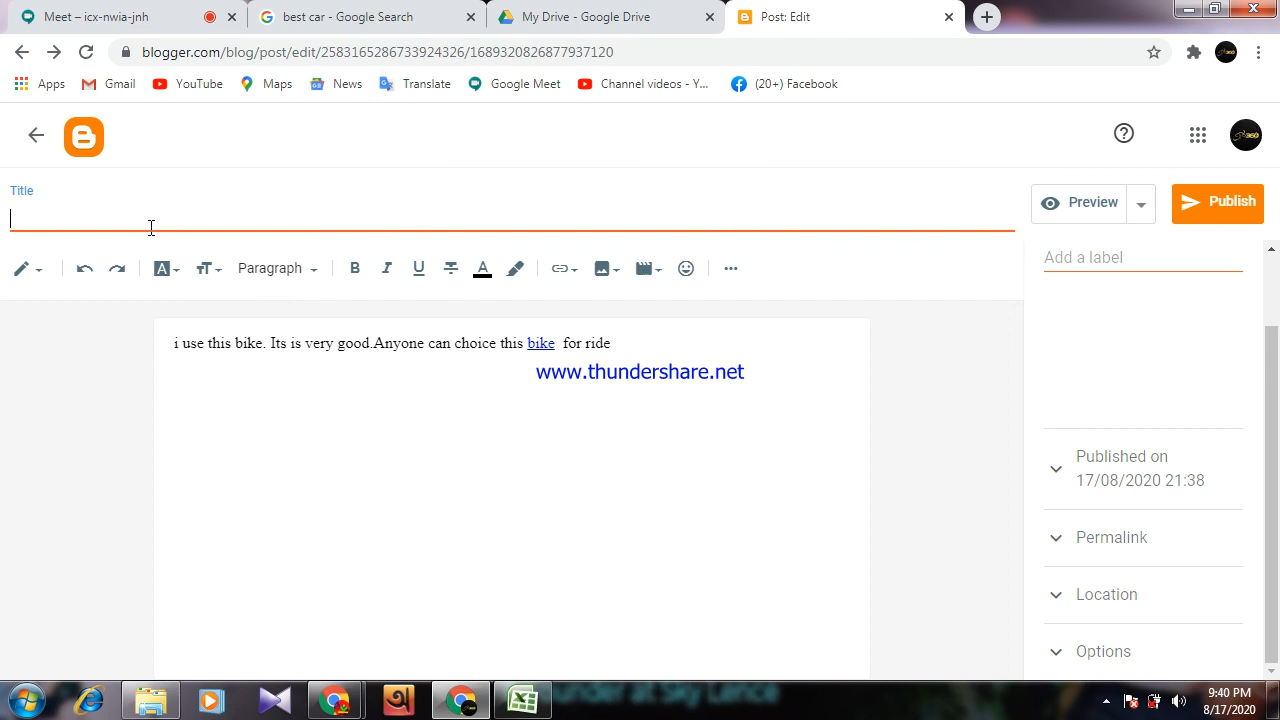 Meet – icx-nwia-jnh
best car - Google Search
My Drive - Google Drive
Post: Edit
blogger.com/blog/post/edit/2583165286733924326/1689320826877937120
Apps
Gmail
YouTube
Maps
News
Translate
Google Meet
Channel videos - Y...
(20+) Facebook
Title
Preview
Publish
Paragraph
Add a label
i use this bike. Its is very good.Anyone can choice this bike for ride
www.thundershare.net
Published on
17/08/2020 21:38
Permalink
Location
Options
9:40 PM
8/17/2020